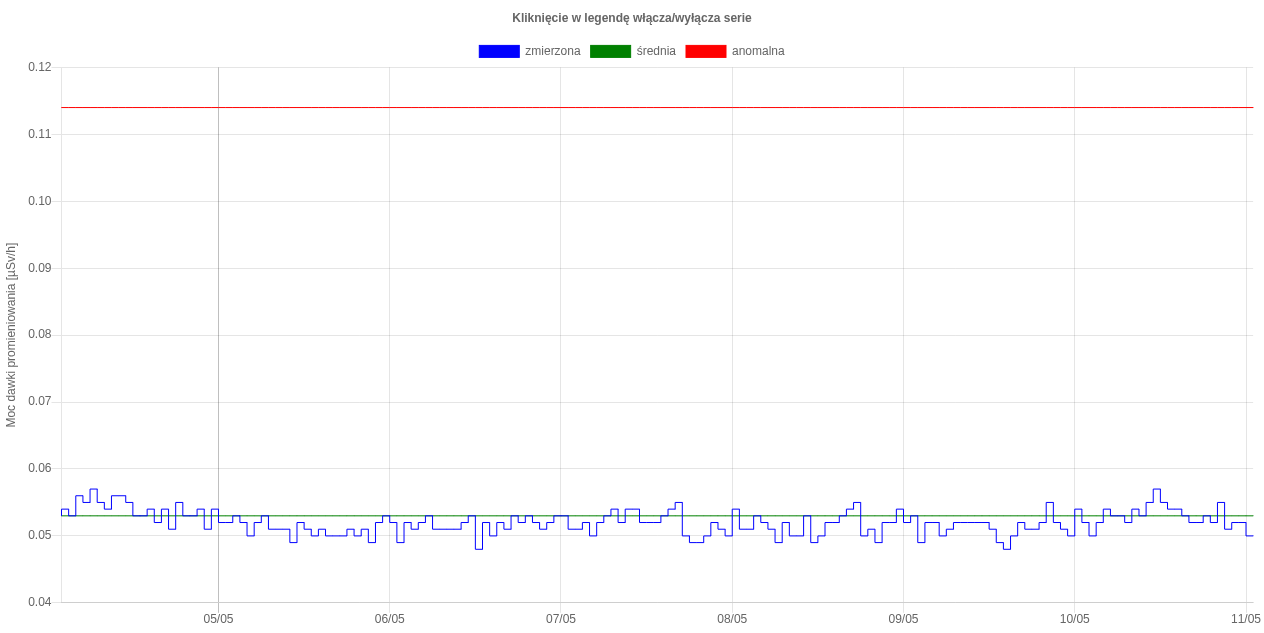 Kliknięcie w legendę włącza/wyłącza serie
zmierzona średnia anomalna
Moc dawki promieniowania [µSv/h]
0.12
0.11
0.10
0.09
0.08
0.07
0.06
0.05
0.04
05/05 06/05 07/05 08/05 09/05 10/05 11/05